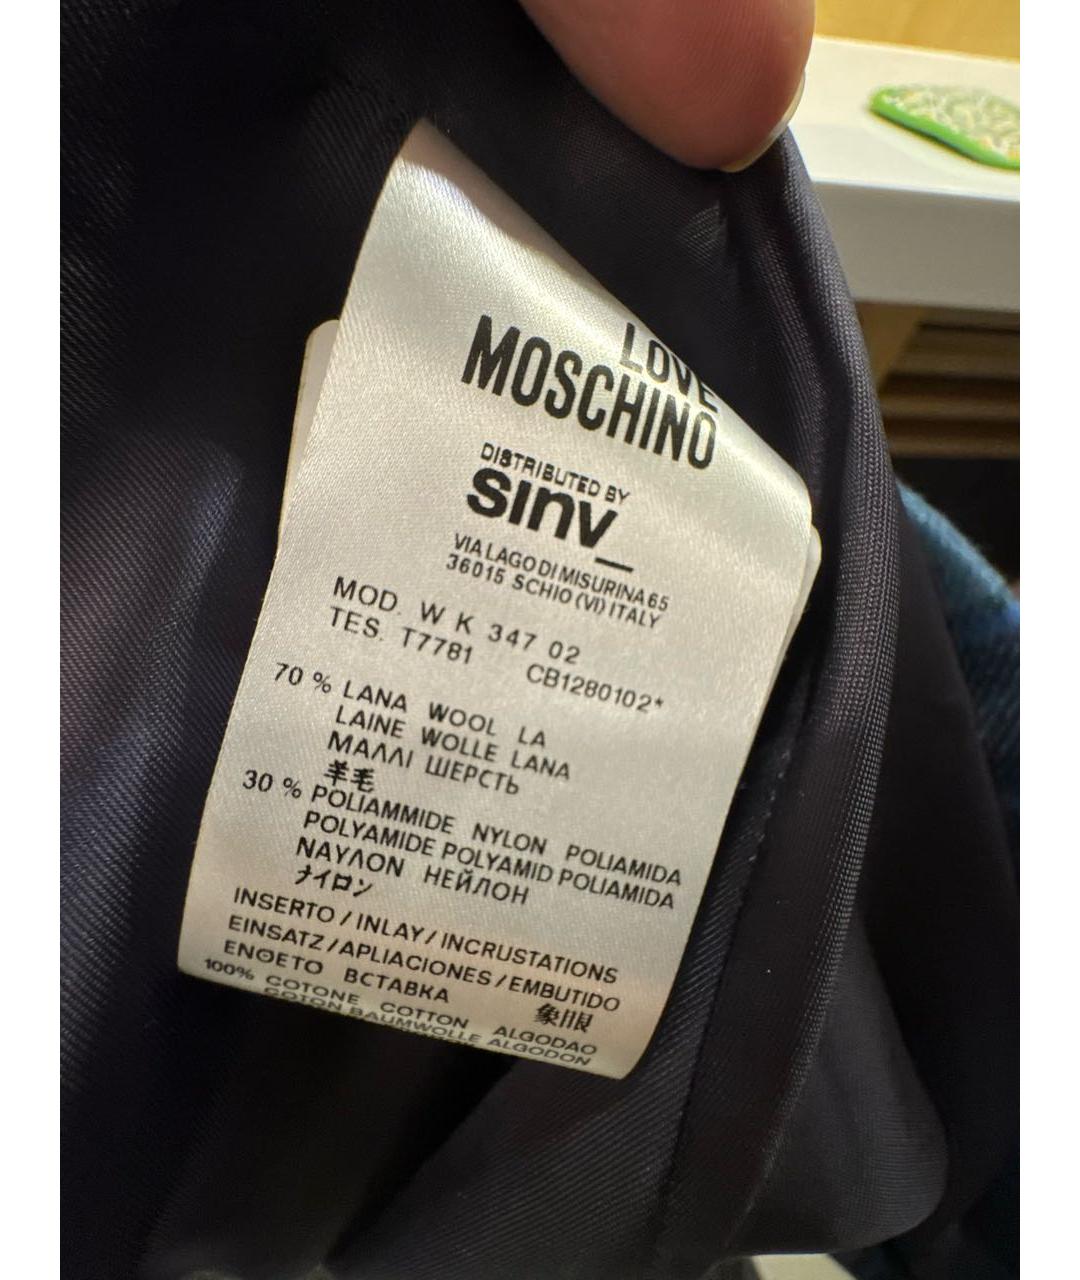 LOVE
MOSCHINO
DISTRIBUTED BY
sinv_
VIA LAGO DI MISURINA 65
36015 SCHIO (VI) ITALY
MOD. W K 347 02
TES. T7781 CB1280102*
70 % LANA WOOL LA
LAINE WOLLE LANA
ΜΑΛΛΙ ШЕРСТЬ
羊毛
30 % POLIAMMIDE NYLON POLIAMIDA
POLYAMIDE POLYAMID POLIAMIDA
ΝΑΥΛΟΝ НЕЙЛОН
ナイロン
INSERTO / INLAY / INCRUSTATIONS
EINSATZ / APLIACIONES / EMBUTIDO
ΕΝΘΕΤΟ ВСТАВКА
象眼
100% COTONE COTTON ALGODAO
COTON BAUMWOLLE ALGODON